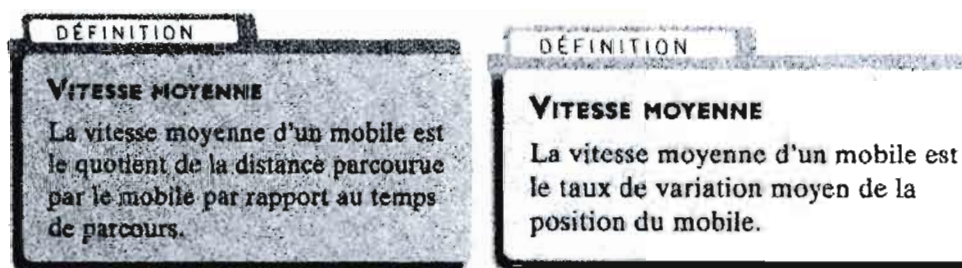 DÉFINITION
VITESSE MOYENNE
La vitesse moyenne d'un mobile est
le quotient de la distance parcourue
par le mobile par rapport au temps
de parcours.
DÉFINITION
VITESSE MOYENNE
La vitesse moyenne d'un mobile est
le taux de variation moyen de la
position du mobile.